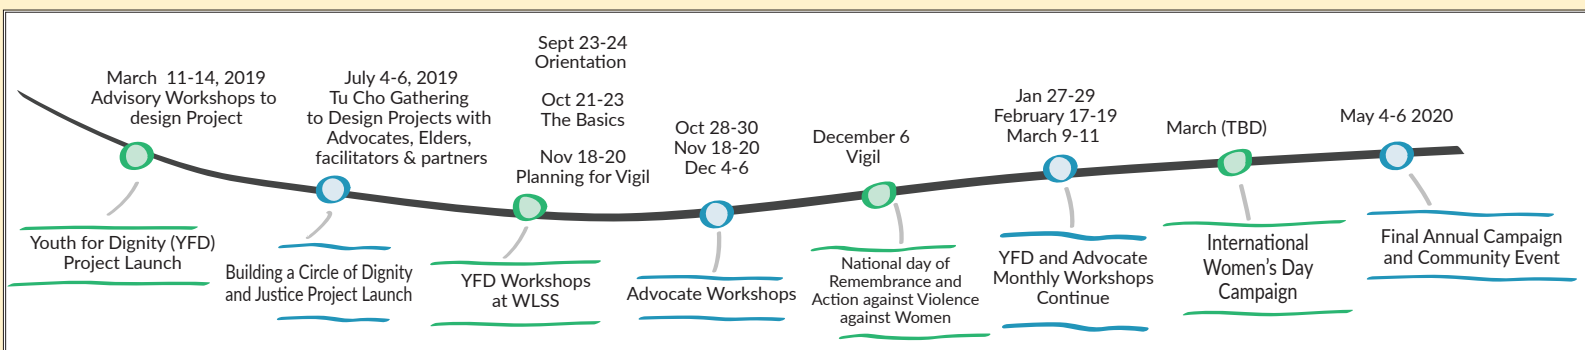 March 11-14, 2019
Advisory Workshops to
design Project
Youth for Dignity (YFD)
Project Launch
July 4-6, 2019
Tu Cho Gathering
to Design Projects with
Advocates, Elders,
facilitators & partners
Building a Circle of Dignity
and Justice Project Launch
Sept 23-24
Orientation
Oct 21-23
The Basics
Nov 18-20
Planning for Vigil
YFD Workshops
at WLSS
Oct 28-30
Nov 18-20
Dec 4-6
Advocate Workshops
December 6
Vigil
National day of
Remembrance and
Action against Violence
against Women
Jan 27-29
February 17-19
March 9-11
YFD and Advocate
Monthly Workshops
Continue
March (TBD)
International
Women's Day
Campaign
May 4-6 2020
Final Annual Campaign
and Community Event